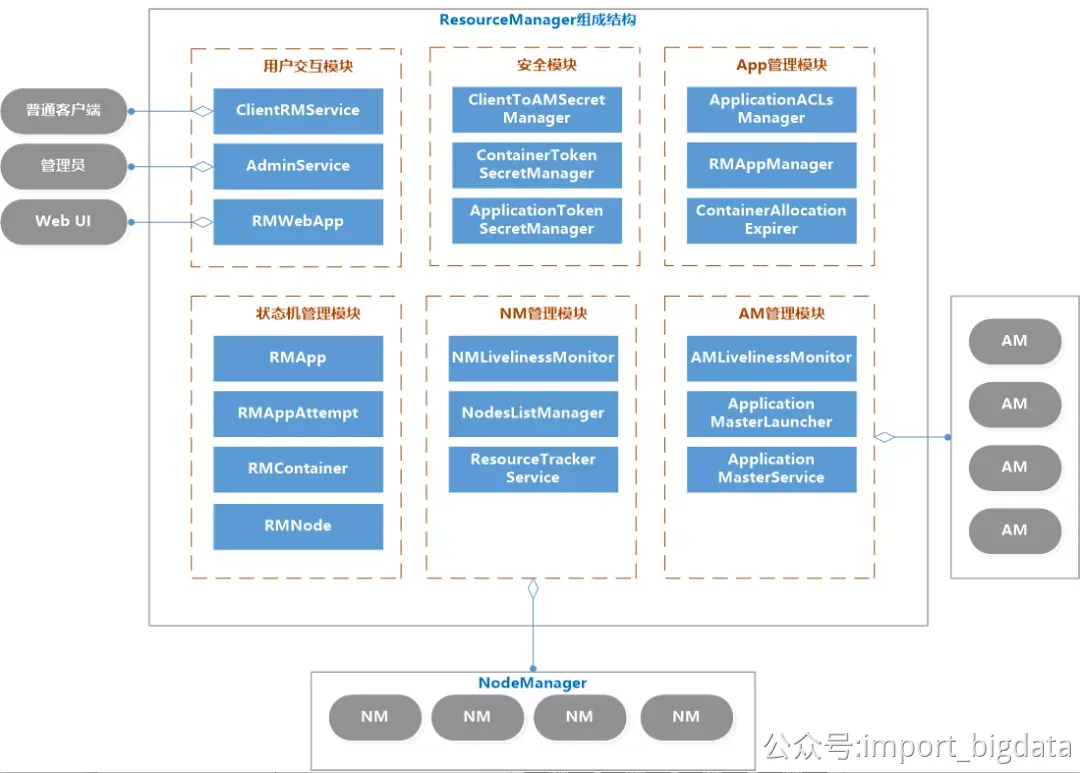 ResourceManager组成结构
用户交互模块
普通客户端
ClientRMService
管理员
AdminService
Web UI
RMWebApp
安全模块
ClientToAMSecret
Manager
ContainerToken
SecretManager
ApplicationToken
SecretManager
App管理模块
ApplicationACLs
Manager
RMAppManager
ContainerAllocation
Expirer
状态机管理模块
RMApp
RMAppAttempt
RMContainer
RMNode
NM管理模块
NMLivelinessMonitor
NodesListManager
ResourceTracker
Service
AM管理模块
AMLivelinessMonitor
Application
MasterLauncher
Application
MasterService
AM
AM
AM
AM
NodeManager
NM
NM
NM
NM
公众号:import_bigdata